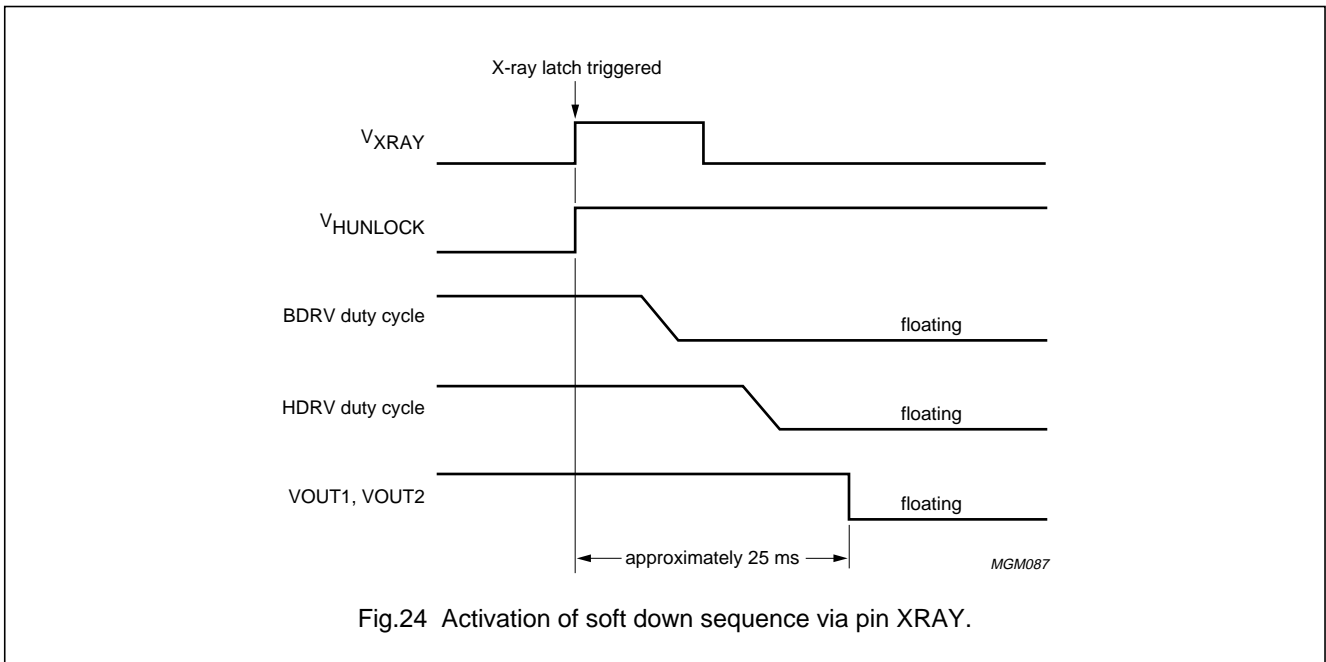 X-ray latch triggered
VXRAY
VHUNLOCK
BDRV duty cycle
floating
HDRV duty cycle
floating
VOUT1, VOUT2
floating
approximately 25 ms
MGM087
Fig.24 Activation of soft down sequence via pin XRAY.